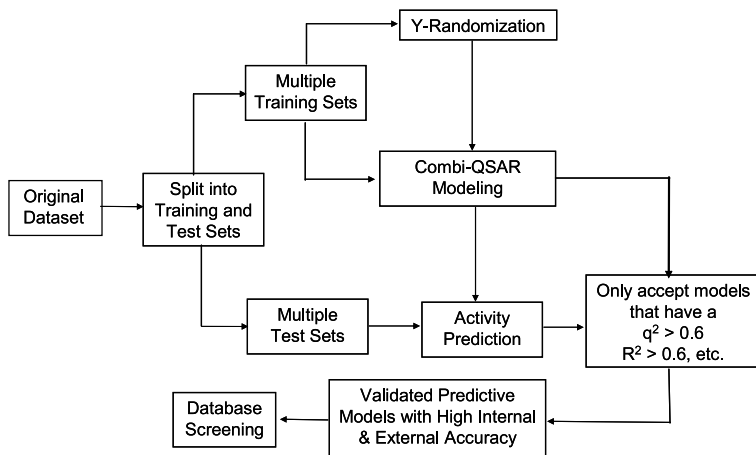 Y-Randomization
Multiple
Training Sets
Combi-QSAR
Modeling
Original
Dataset
Split into
Training and
Test Sets
Multiple
Test Sets
Activity
Prediction
Only accept models
that have a
q² > 0.6
R² > 0.6, etc.
Validated Predictive
Models with High Internal
& External Accuracy
Database
Screening